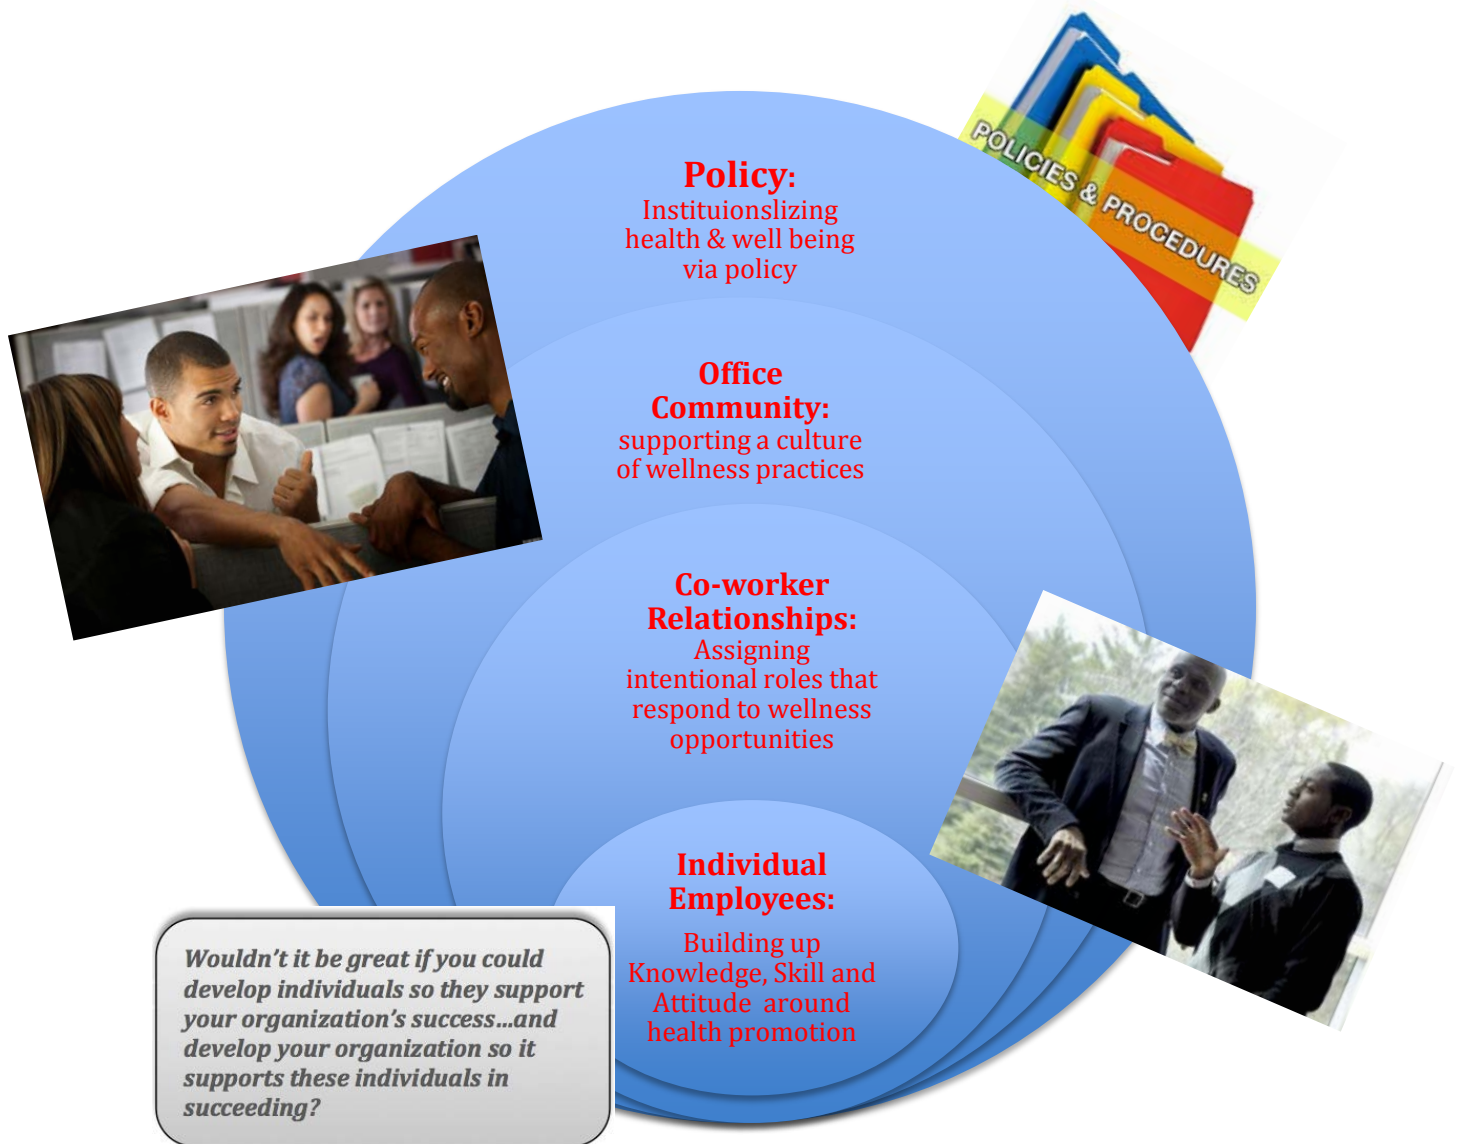 POLICIES & PROCEDURES
Policy:
Instituionslizing
health & well being
via policy
Office
Community:
supporting a culture
of wellness practices
Co-worker
Relationships:
Assigning
intentional roles that
respond to wellness
opportunities
Individual
Employees:
Building up
Knowledge, Skill and
Attitude around
health promotion
Wouldn't it be great if you could
develop individuals so they support
your organization's success...and
develop your organization so it
supports these individuals in
succeeding?